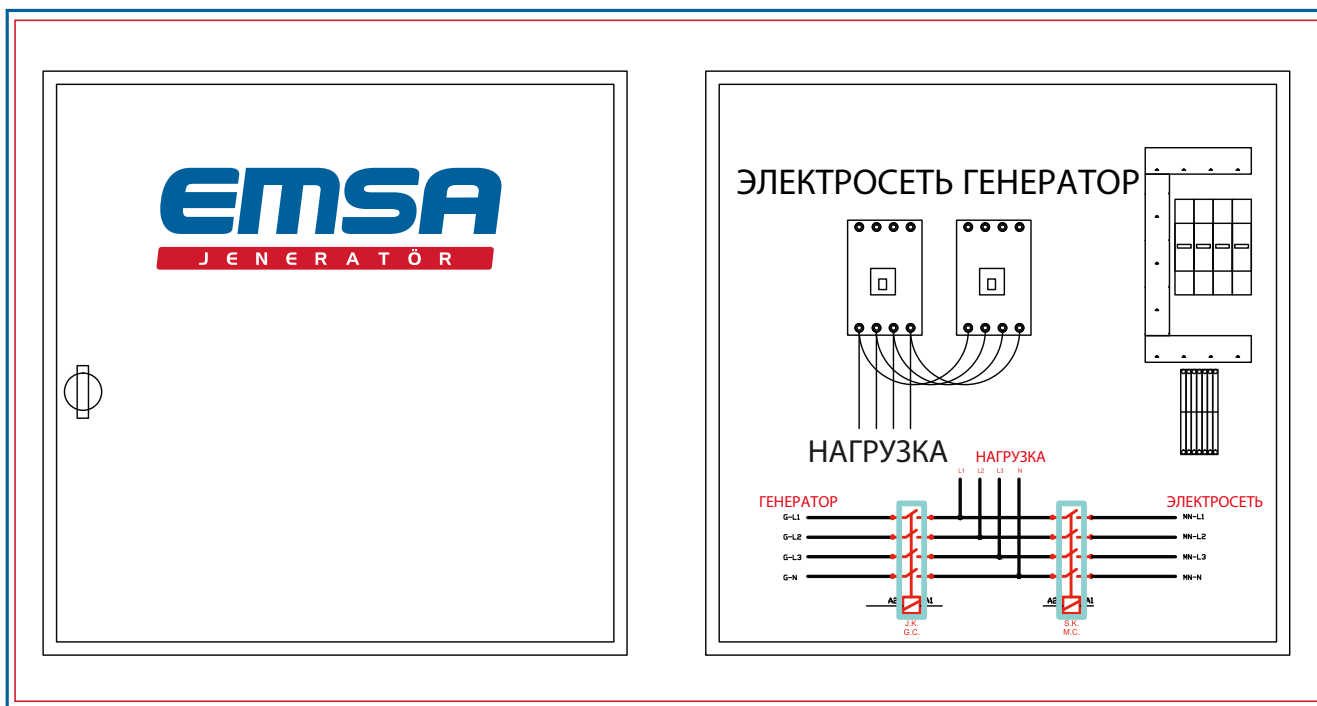 EMSA
JENERATÖR
ЭЛЕКТРОСЕТЬ ГЕНЕРАТОР
НАГРУЗКА
НАГРУЗКА
L1 L2 L3 N
ГЕНЕРАТОР
ЭЛЕКТРОСЕТЬ
G-L1
MN-L1
G-L2
MN-L2
G-L3
MN-L3
G-N
MN-N
A2 A1
A2 A1
J.K.
G.C.
S.K.
M.C.